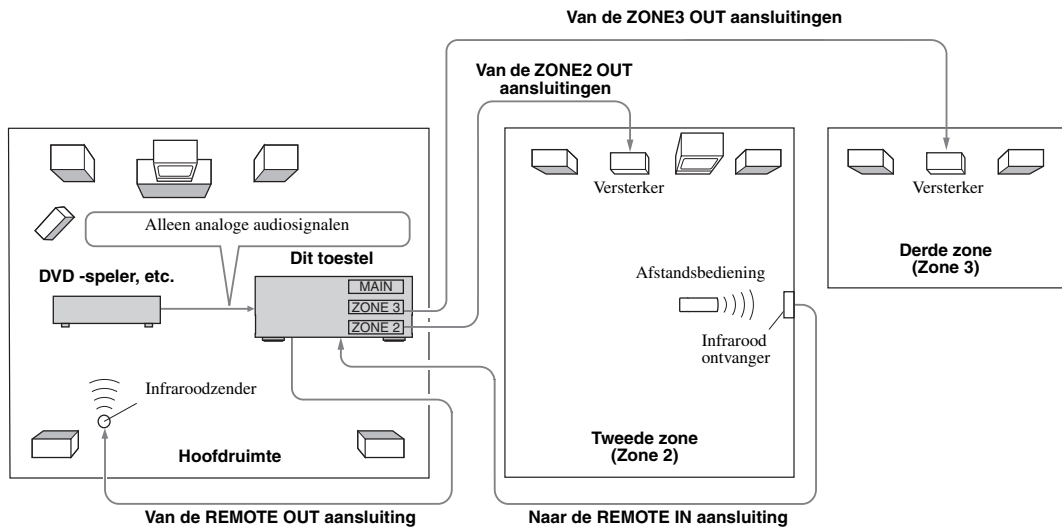 Van de ZONE3 OUT aansluitingen
Van de ZONE2 OUT
aansluitingen
Versterker
Versterker
Alleen analoge audiosignalen
Dit toestel
DVD -speler, etc.
MAIN
ZONE 3
ZONE 2
Derde zone
(Zone 3)
Afstandsbediening
Infrarood
ontvanger
Infraroodzender
Hoofdruimte
Tweede zone
(Zone 2)
Van de REMOTE OUT aansluiting
Naar de REMOTE IN aansluiting